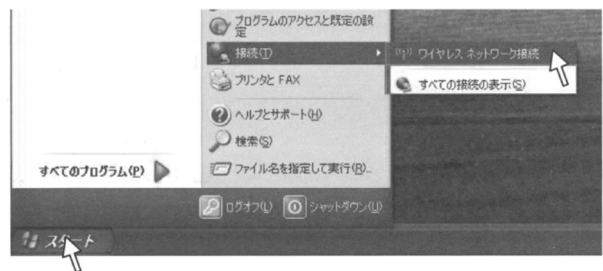 プログラムのアクセスと既定の設
定
接続(T)
プリンタと FAX
ヘルプとサポート(H)
検索(S)
ファイル名を指定して実行(R)...
すべてのプログラム(P)
ログオフ(L)
シャットダウン(U)
スタート
ワイヤレス ネットワーク接続
すべての接続の表示(S)